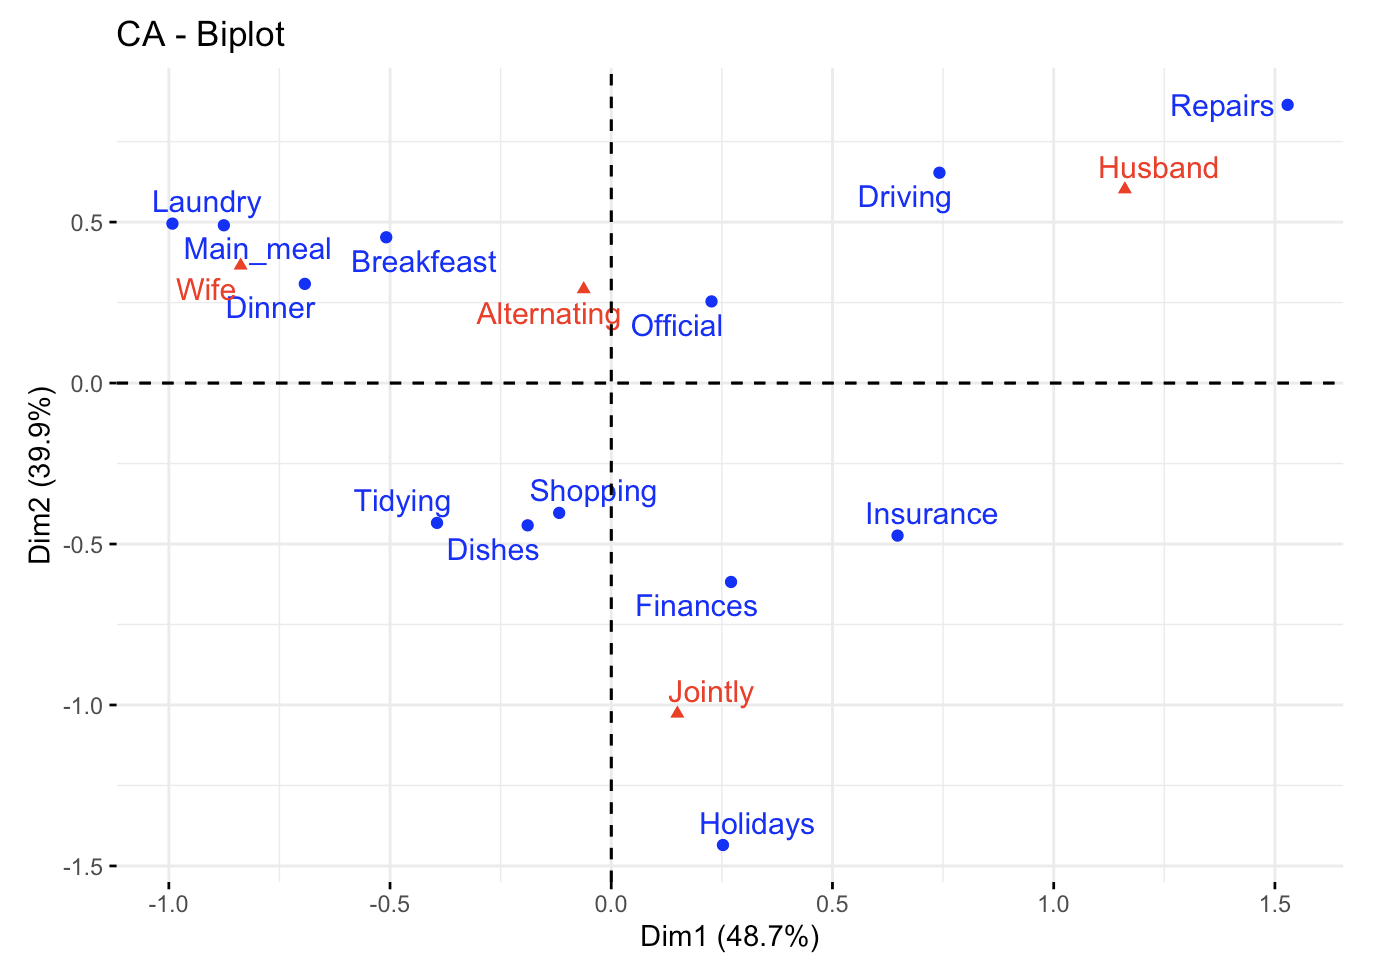 CA - Biplot
Repairs
Husband
Driving
Laundry
Main_meal
Breakfeast
Wife
Dinner
Alternating
Official
Shopping
Tidying
Dishes
Insurance
Finances
Jointly
Holidays
0.5
0.0
-0.5
-1.0
-1.5
Dim2 (39.9%)
-1.0
-0.5
0.0
0.5
1.0
1.5
Dim1 (48.7%)